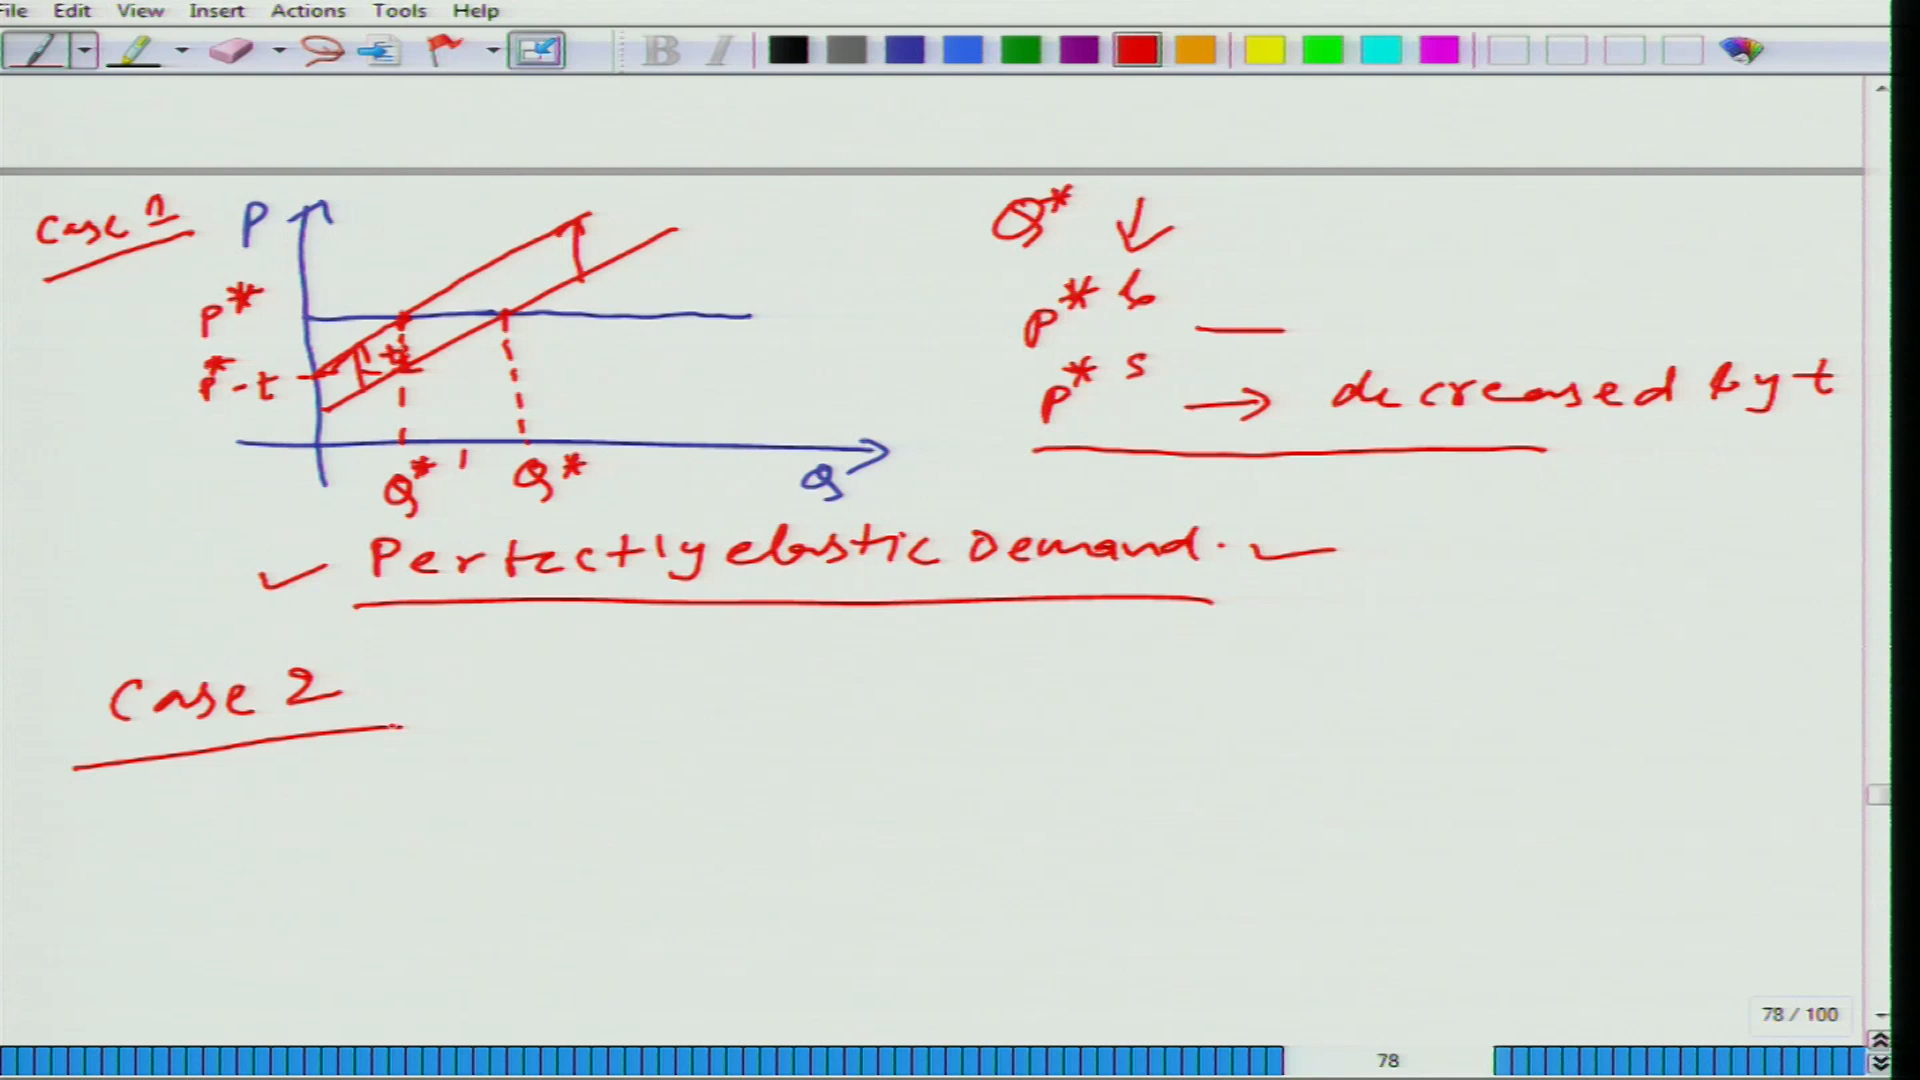 File Edit View Insert Actions Tools Help
B I
Case 1
P
P*
P*-t
t
Q*'
Q*
Q
Q* ↓
P* b —
P* s → decreased by t
✓ Perfectly elastic Demand. ✓
Case 2
78 / 100
78